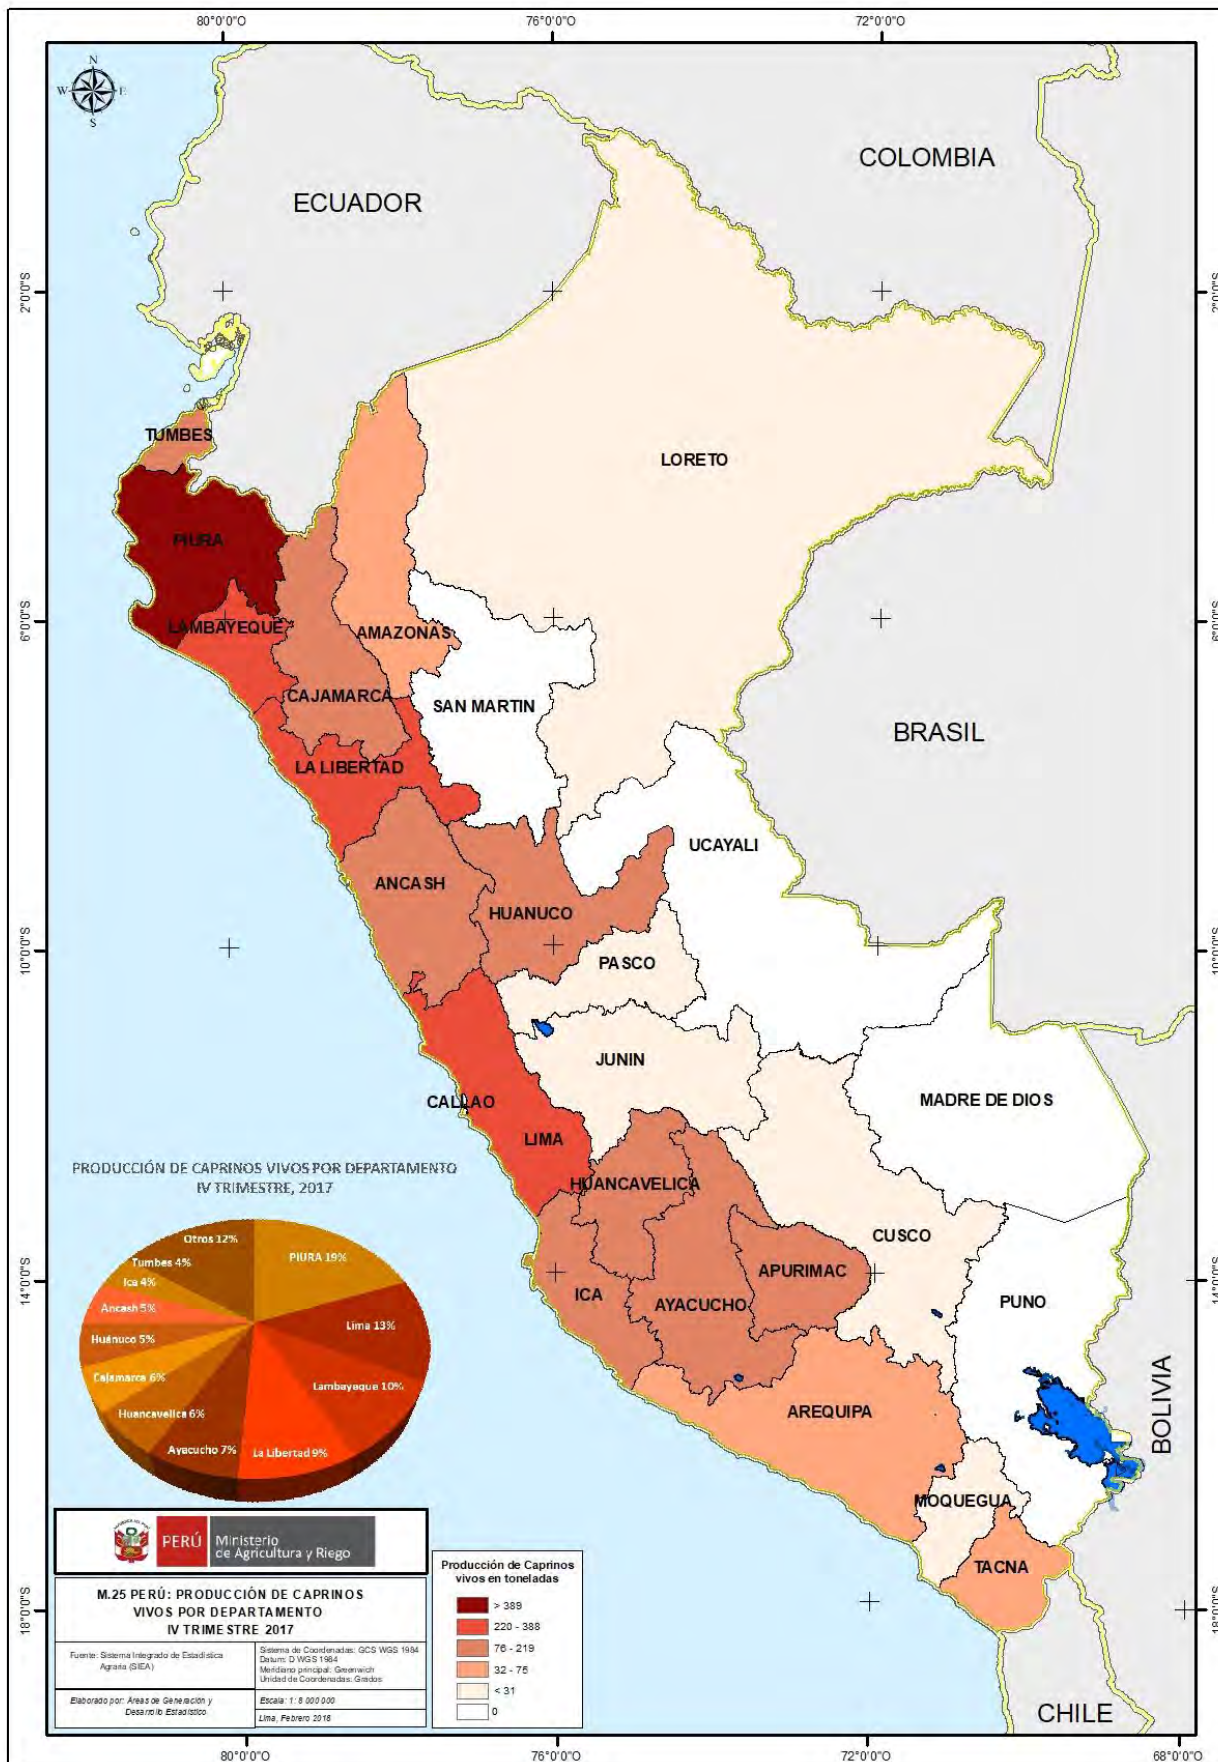 80°0'0"O
76°0'0"O
72°0'0"O
N
W
E
S
COLOMBIA
ECUADOR
2°0'0"S
2°0'0"S
TUMBES
LORETO
PIURA
6°0'0"S
LAMBAYEQUE
AMAZONAS
6°0'0"S
CAJAMARCA
SAN MARTIN
BRASIL
LA LIBERTAD
UCAYALI
ANCASH
HUANUCO
10°0'0"S
PASCO
10°0'0"S
JUNIN
CALLAO
MADRE DE DIOS
LIMA
HUANCAVELICA
CUSCO
14°0'0"S
APURIMAC
14°0'0"S
ICA
AYACUCHO
PUNO
AREQUIPA
BOLIVIA
MOQUEGUA
TACNA
18°0'0"S
18°0'0"S
CHILE
PRODUCCIÓN DE CAPRINOS VIVOS POR DEPARTAMENTO
IV TRIMESTRE, 2017
Otros 12%
PIURA 19%
Tumbes 4%
Ica 4%
Ancash 5%
Lima 13%
Huánuco 5%
Cajamarca 6%
Lambayeque 10%
Huancavelica 6%
Ayacucho 7%
La Libertad 9%
PERÚ
Ministerio
de Agricultura y Riego
M.25 PERÚ: PRODUCCIÓN DE CAPRINOS
VIVOS POR DEPARTAMENTO
IV TRIMESTRE 2017
Fuente: Sistema Integrado de Estadística
Agraria (SIEA)
Sistema de Coordenadas: GCS WGS 1984
Datum: D WGS 1984
Meridiano principal: Greenwich
Unidad de Coordenadas: Grados
Elaborado por: Áreas de Generación y
Desarrollo Estadístico
Escala: 1: 8 000 000
Lima, Febrero 2018
Producción de Caprinos
vivos en toneladas
> 389
220 - 388
76 - 219
32 - 75
< 31
0
80°0'0"O
76°0'0"O
72°0'0"O
68°0'0"O